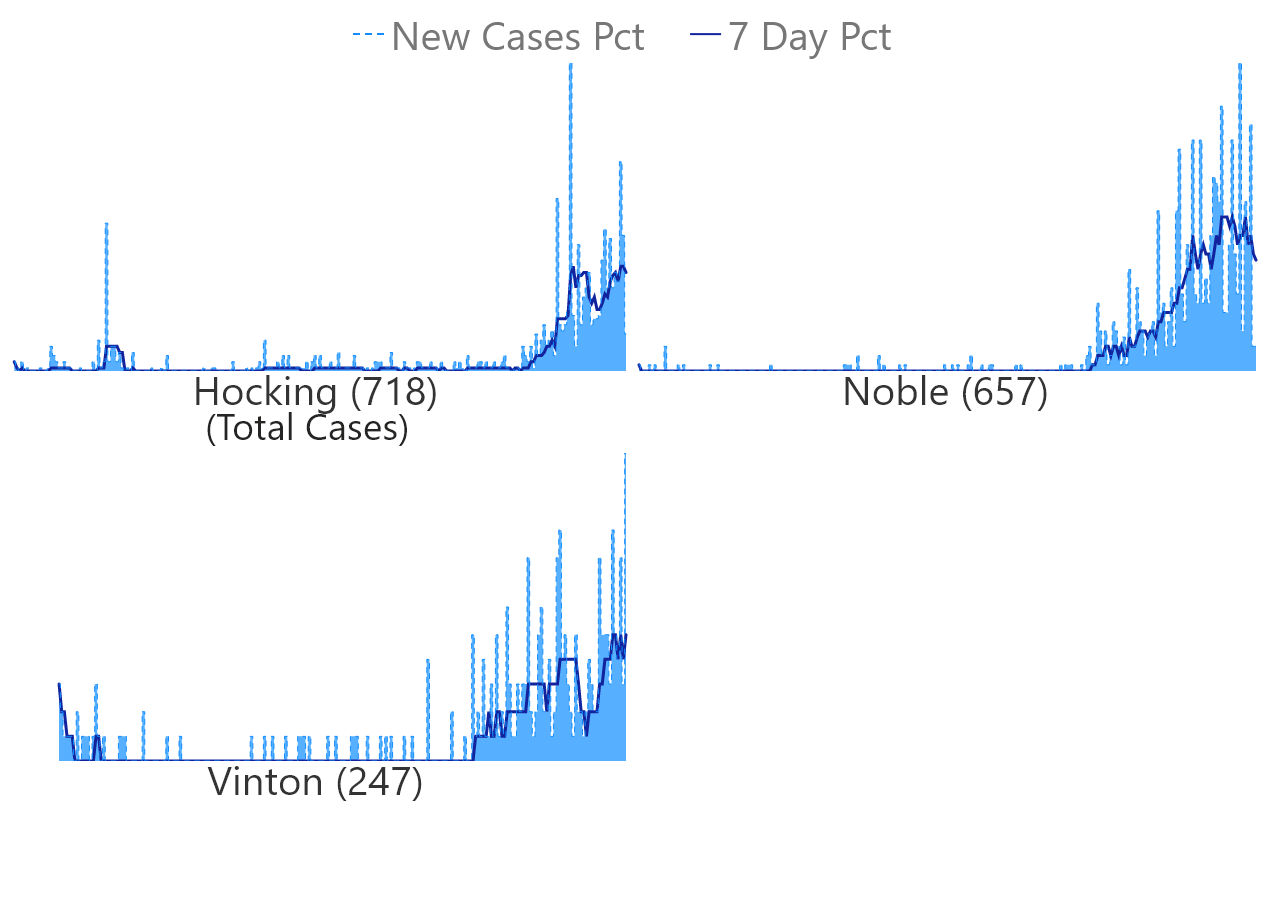 New Cases Pct 7 Day Pct
Hocking (718) Noble (657)
(Total Cases)
Vinton (247)